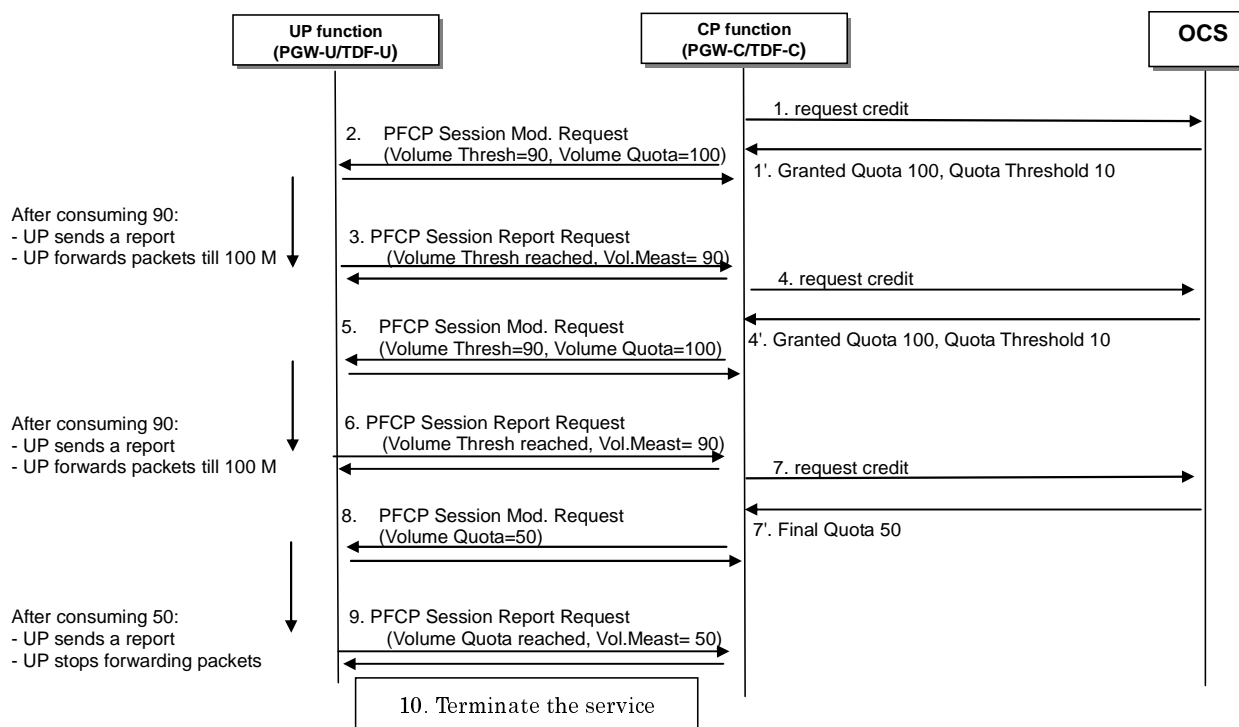 UP function
(PGW-U/TDF-U)
CP function
(PGW-C/TDF-C)
OCS
1. request credit
2. PFCP Session Mod. Request
(Volume Thresh=90, Volume Quota=100)
1'. Granted Quota 100, Quota Threshold 10
After consuming 90:
- UP sends a report
- UP forwards packets till 100 M
3. PFCP Session Report Request
(Volume Thresh reached, Vol.Meast= 90)
4. request credit
5. PFCP Session Mod. Request
(Volume Thresh=90, Volume Quota=100)
4'. Granted Quota 100, Quota Threshold 10
After consuming 90:
- UP sends a report
- UP forwards packets till 100 M
6. PFCP Session Report Request
(Volume Thresh reached, Vol.Meast= 90)
7. request credit
8. PFCP Session Mod. Request
(Volume Quota=50)
7'. Final Quota 50
After consuming 50:
- UP sends a report
- UP stops forwarding packets
9. PFCP Session Report Request
(Volume Quota reached, Vol.Meast= 50)
10. Terminate the service